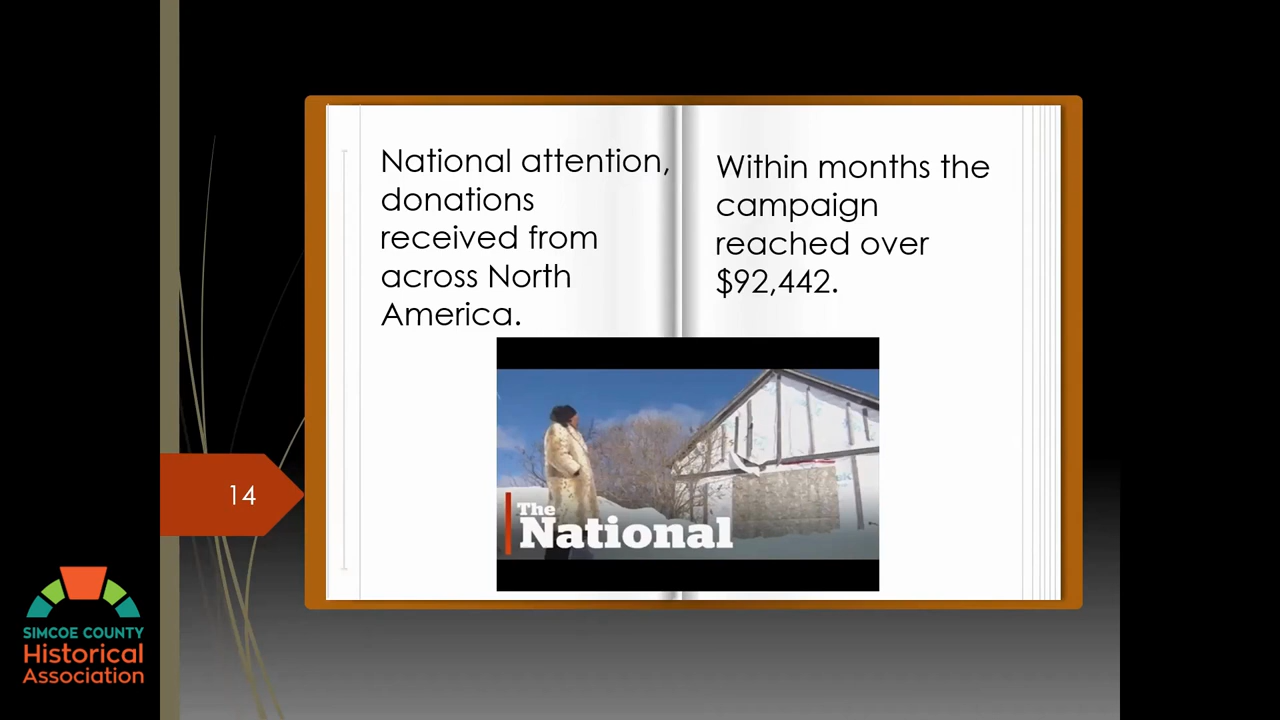 National attention,
donations
received from
across North
America.
Within months the
campaign
reached over
$92,442.
The
National
14
SIMCOE COUNTY
Historical
Association